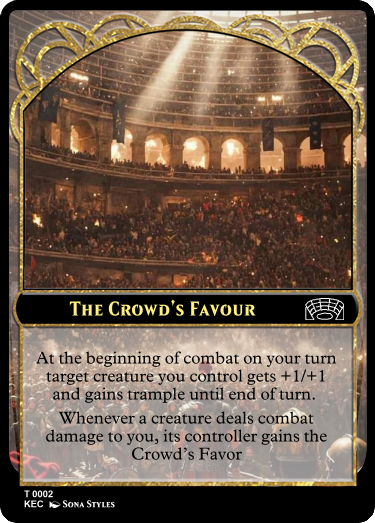 The Crowd's Favour
At the beginning of combat on your turn
target creature you control gets +1/+1
and gains trample until end of turn.
Whenever a creature deals combat
damage to you, its controller gains the
Crowd's Favor
T 0002
KEC Sona Styles